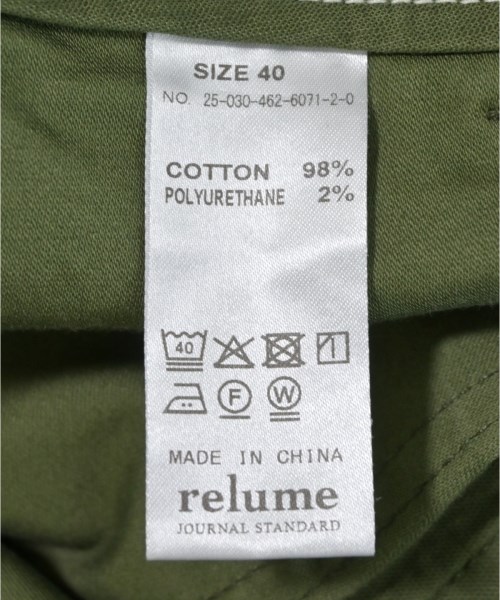 SIZE 40
NO. 25-030-462-6071-2-0
COTTON 98%
POLYURETHANE 2%
40
F W
MADE IN CHINA
relume
JOURNAL STANDARD